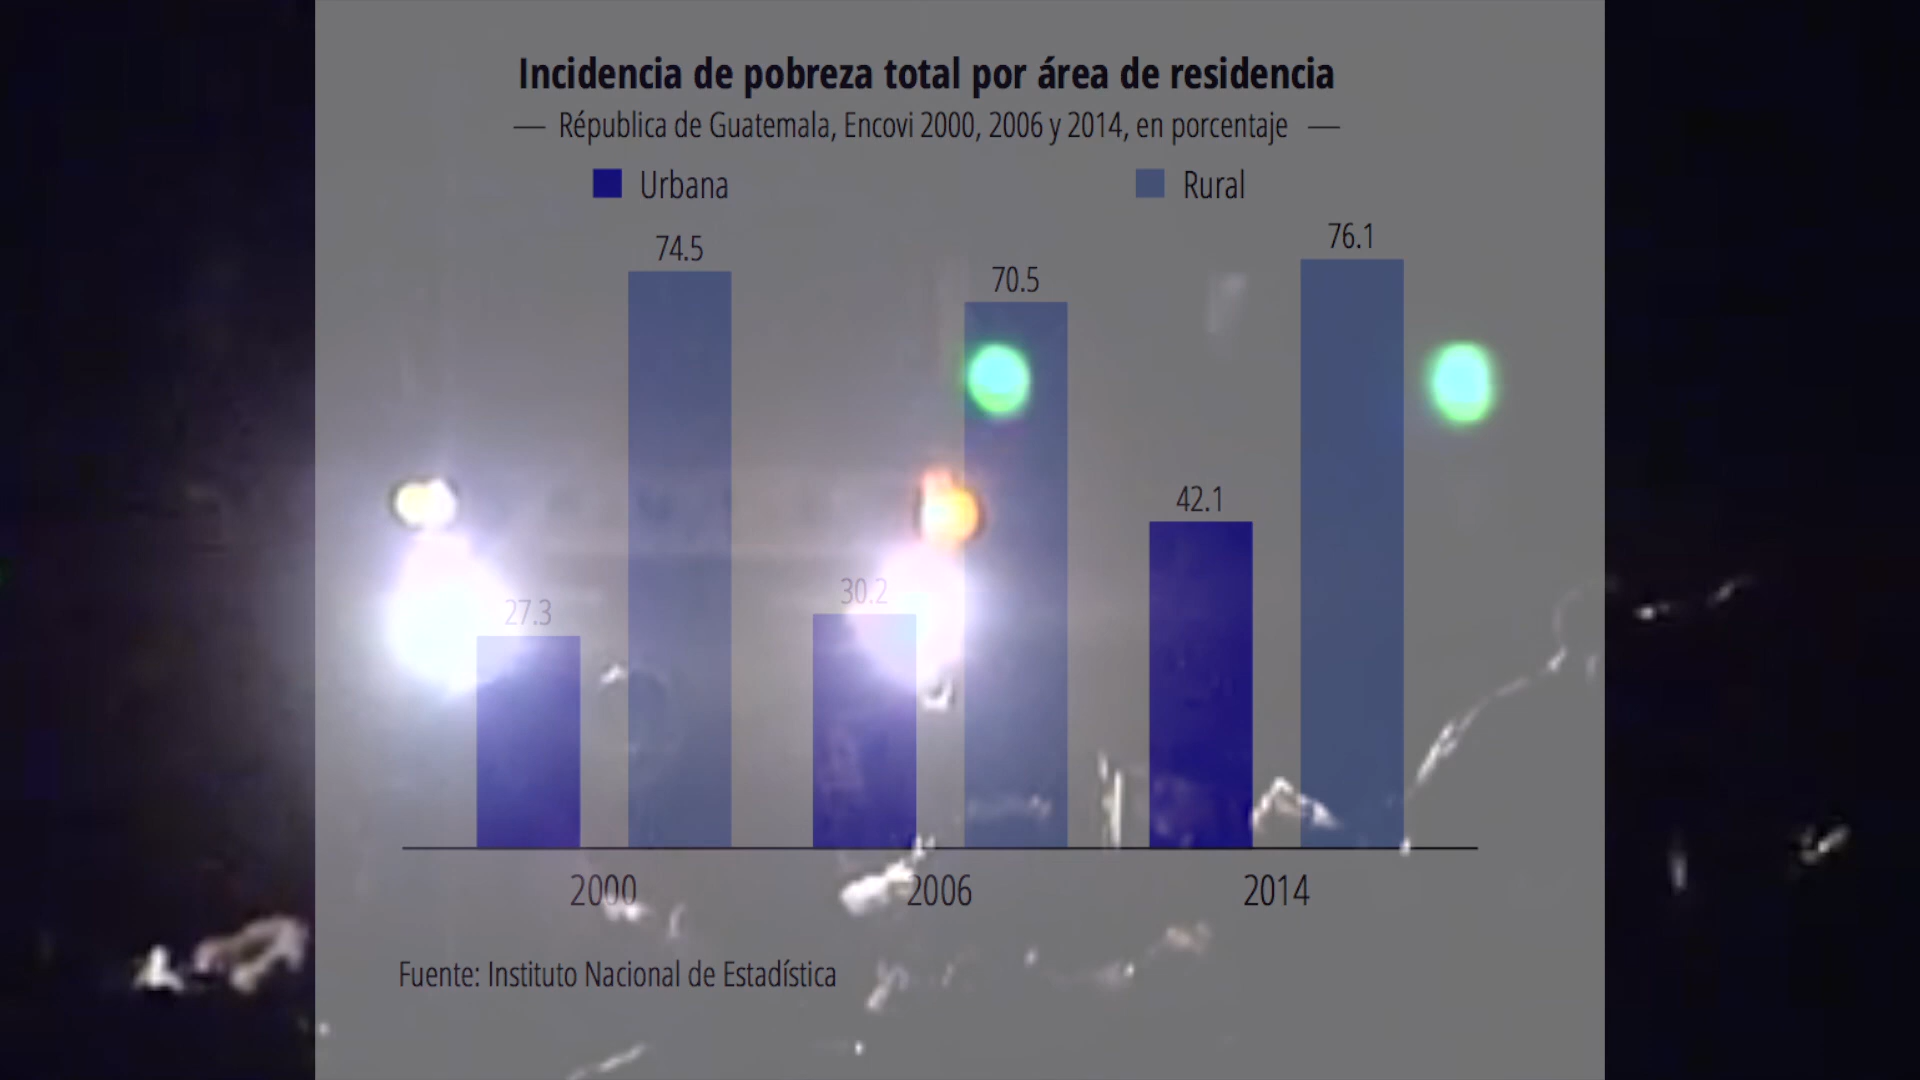 Incidencia de pobreza total por área de residencia
— Républica de Guatemala, Encovi 2000, 2006 y 2014, en porcentaje —
Urbana Rural
74.5 70.5 76.1
27.3 30.2 42.1
2000 2006 2014
Fuente: Instituto Nacional de Estadística